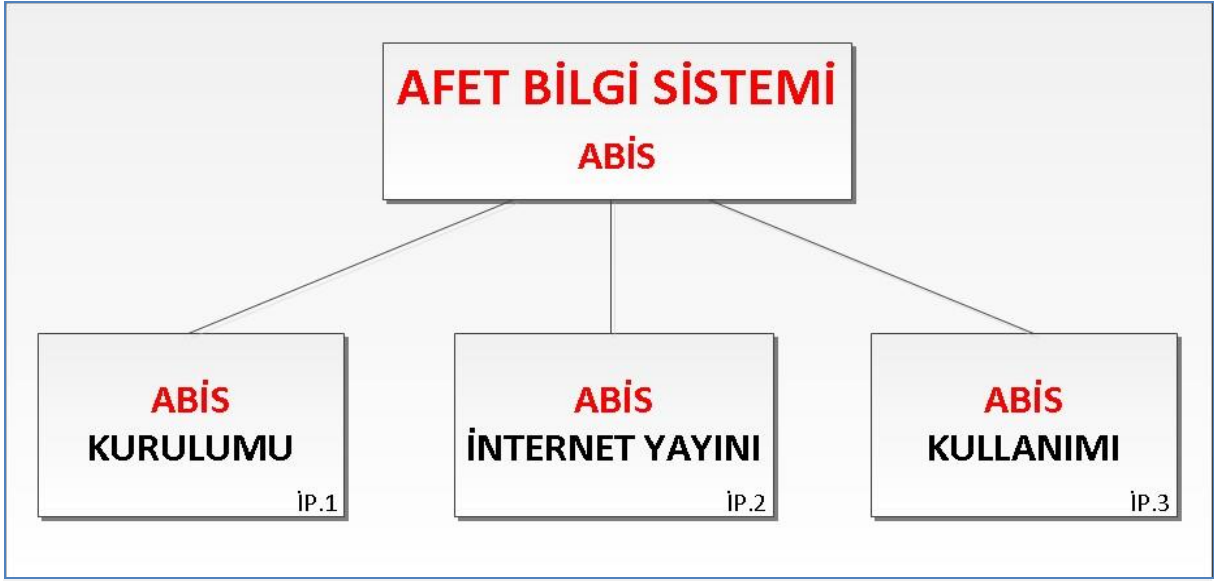 AFET BİLGİ SİSTEMİ
ABİS
ABİS
KURULUMU
İP.1
ABİS
İNTERNET YAYINI
İP.2
ABİS
KULLANIMI
İP.3